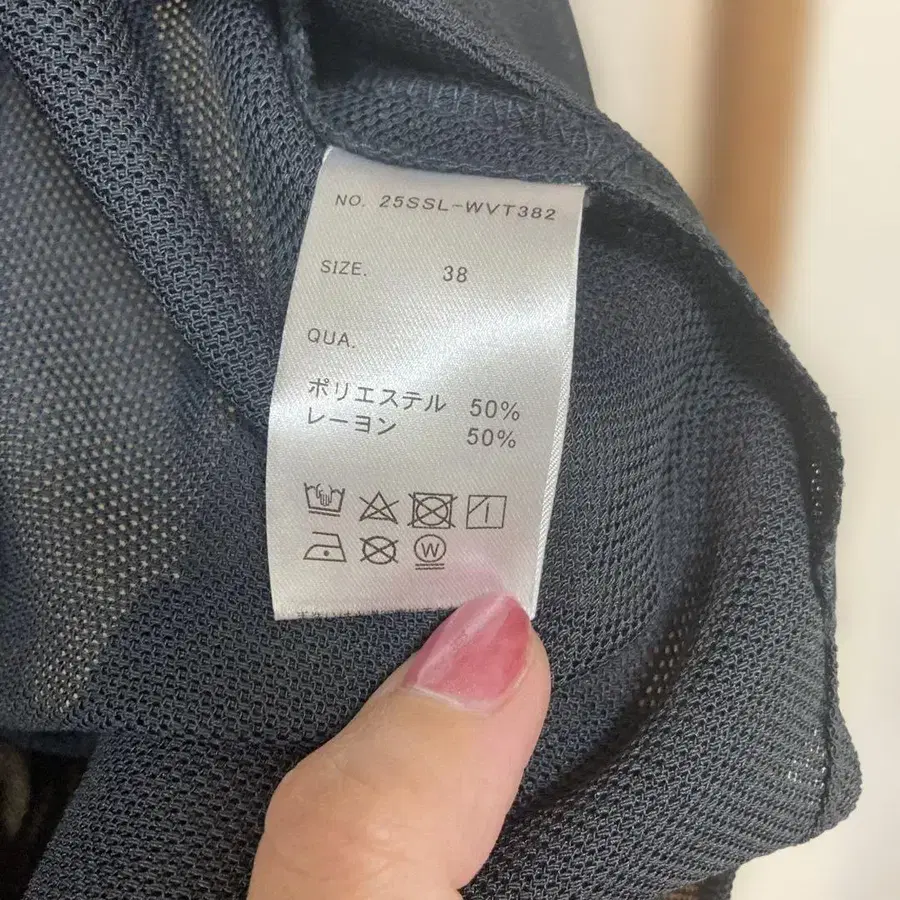 NO. 25SSL-WVT382
SIZE. 38
QUA.
ポリエステル 50%
レーヨン 50%
W